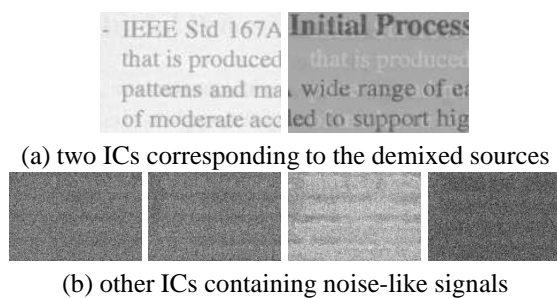 - IEEE Std 167A
that is produced
patterns and ma
of moderate acc
Initial Process
that is produced
wide range of ea
led to support hig
(a) two ICs corresponding to the demixed sources
(b) other ICs containing noise-like signals